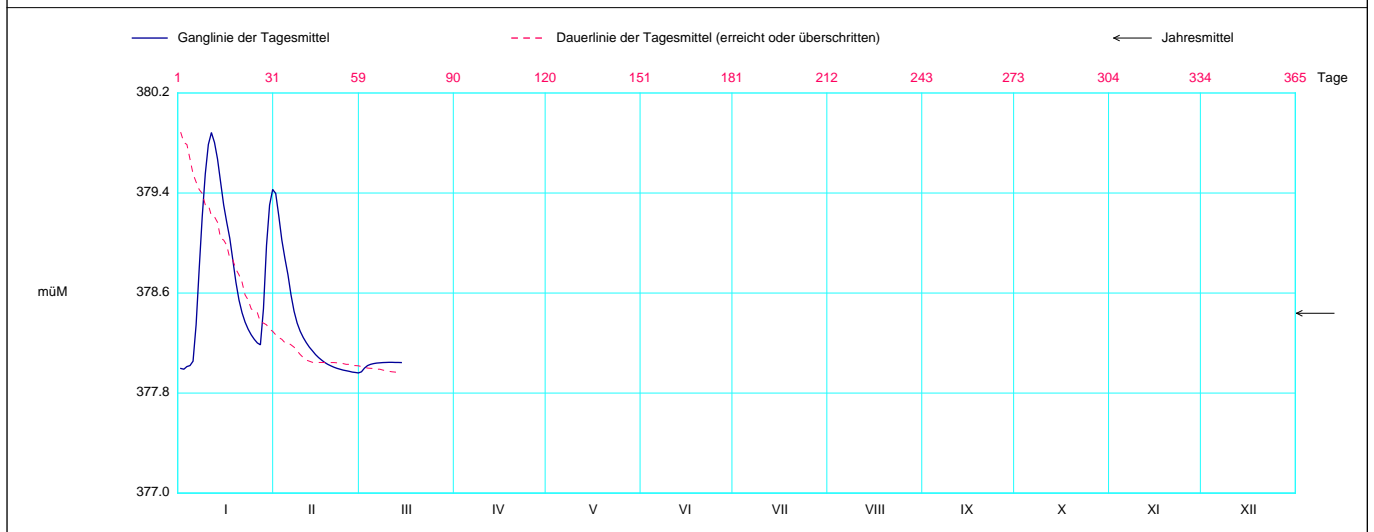 Ganglinie der Tagesmittel Dauerlinie der Tagesmittel (erreicht oder überschritten) Jahresmittel
1 31 59 90 120 151 181 212 243 273 304 334 365 Tage
380.2
379.4
müM 378.6
377.8
377.0
I II III IV V VI VII VIII IX X XI XII